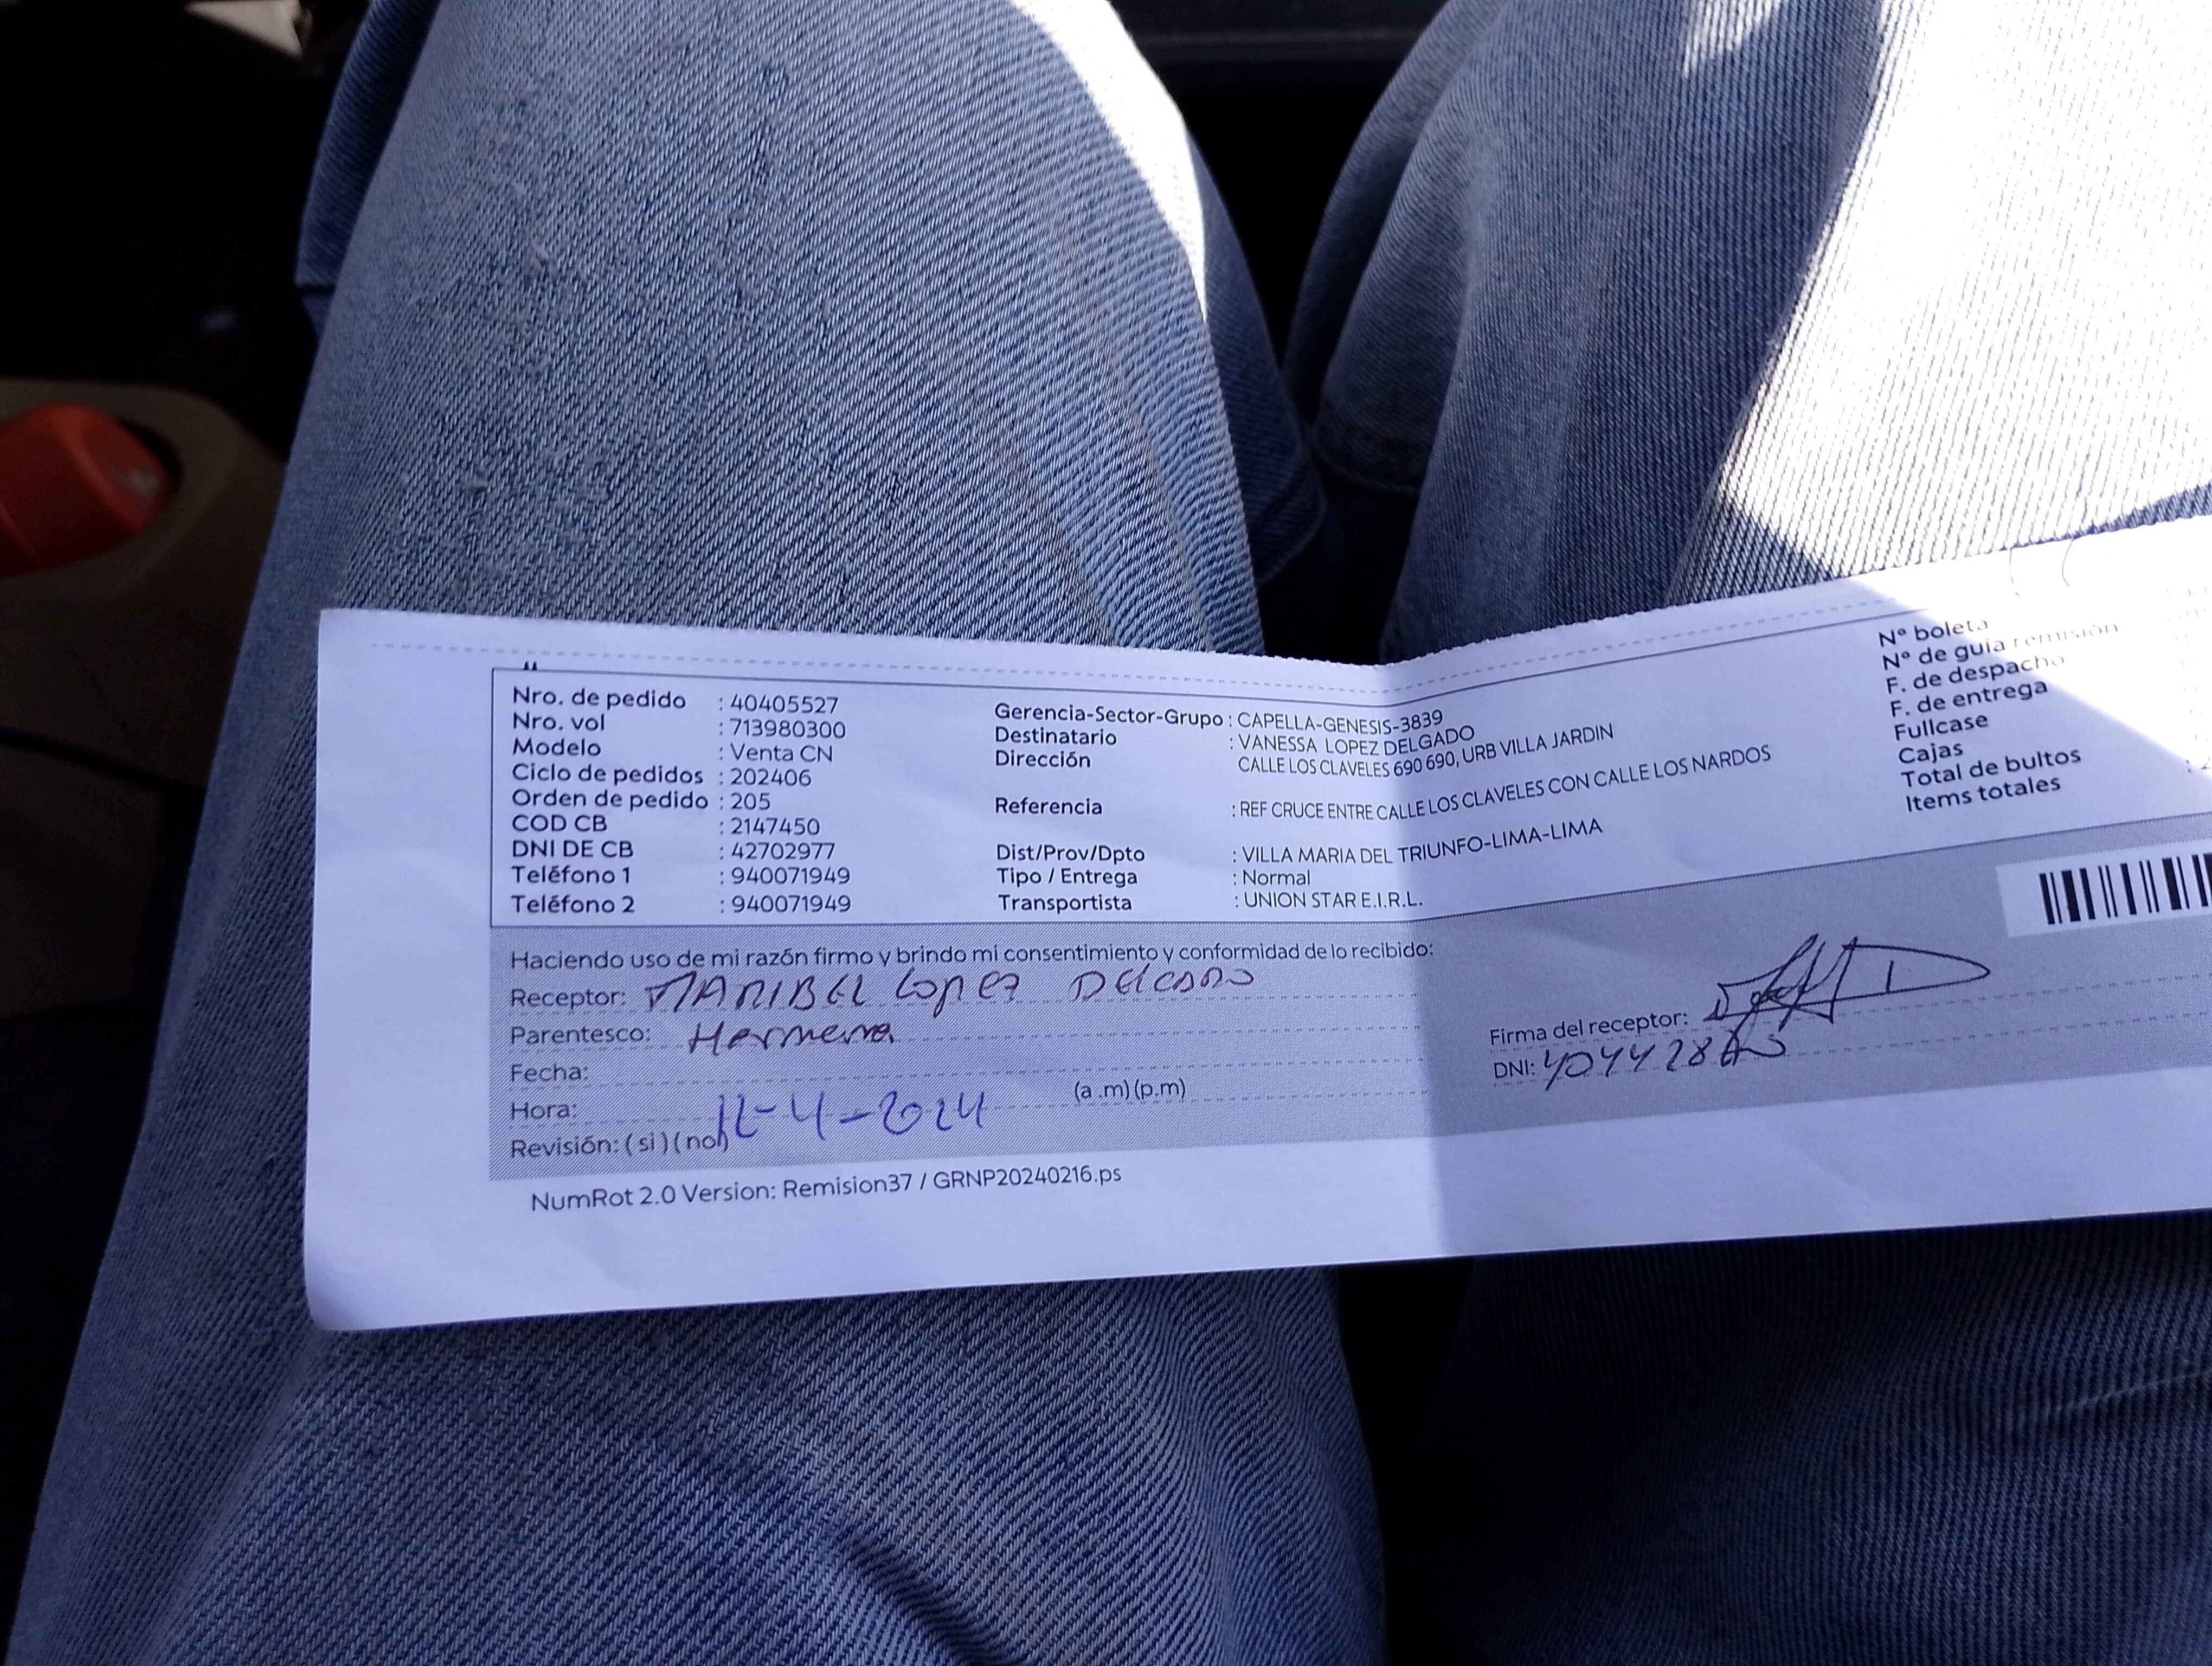 Nro. de pedido : 40405527
Nro. vol : 713980300
Modelo : Venta CN
Ciclo de pedidos : 202406
Orden de pedido : 205
COD CB : 2147450
DNI DE CB : 42702977
Teléfono 1 : 940071949
Teléfono 2 : 940071949
Gerencia-Sector-Grupo : CAPELLA-GENESIS-3839
Destinatario : VANESSA LOPEZ DELGADO
Dirección CALLE LOS CLAVELES 690 690, URB VILLA JARDIN
Referencia : REF CRUCE ENTRE CALLE LOS CLAVELES CON CALLE LOS NARDOS
Dist/Prov/Dpto : VILLA MARIA DEL TRIUNFO-LIMA-LIMA
Tipo / Entrega : Normal
Transportista : UNION STAR E.I.R.L.
N° boleta
N° de guía remisión
F. de despacho
F. de entrega
Fullcase
Cajas
Total de bultos
Items totales
Haciendo uso de mi razón firmo y brindo mi consentimiento y conformidad de lo recibido:
Receptor: MARIBEL Lopez DELGADO
Parentesco: Hermana
Fecha:
Hora: (a .m) (p.m)
12-4-2024
Revisión: ( si ) ( no)
Firma del receptor:
DNI:
NumRot 2.0 Version: Remision37 / GRNP20240216.ps